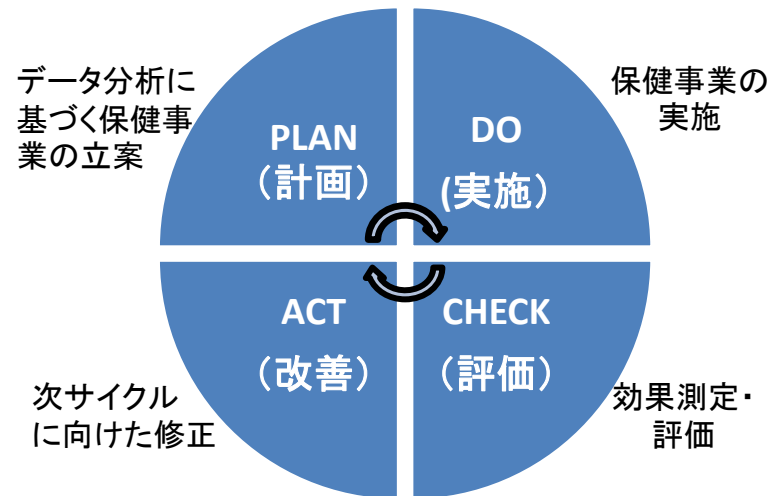 データ分析に
基づく保健事
業の立案
PLAN
（計画）
DO
(実施）
保健事業の
実施
次サイクル
に向けた修正
ACT
（改善）
CHECK
（評価）
効果測定・
評価